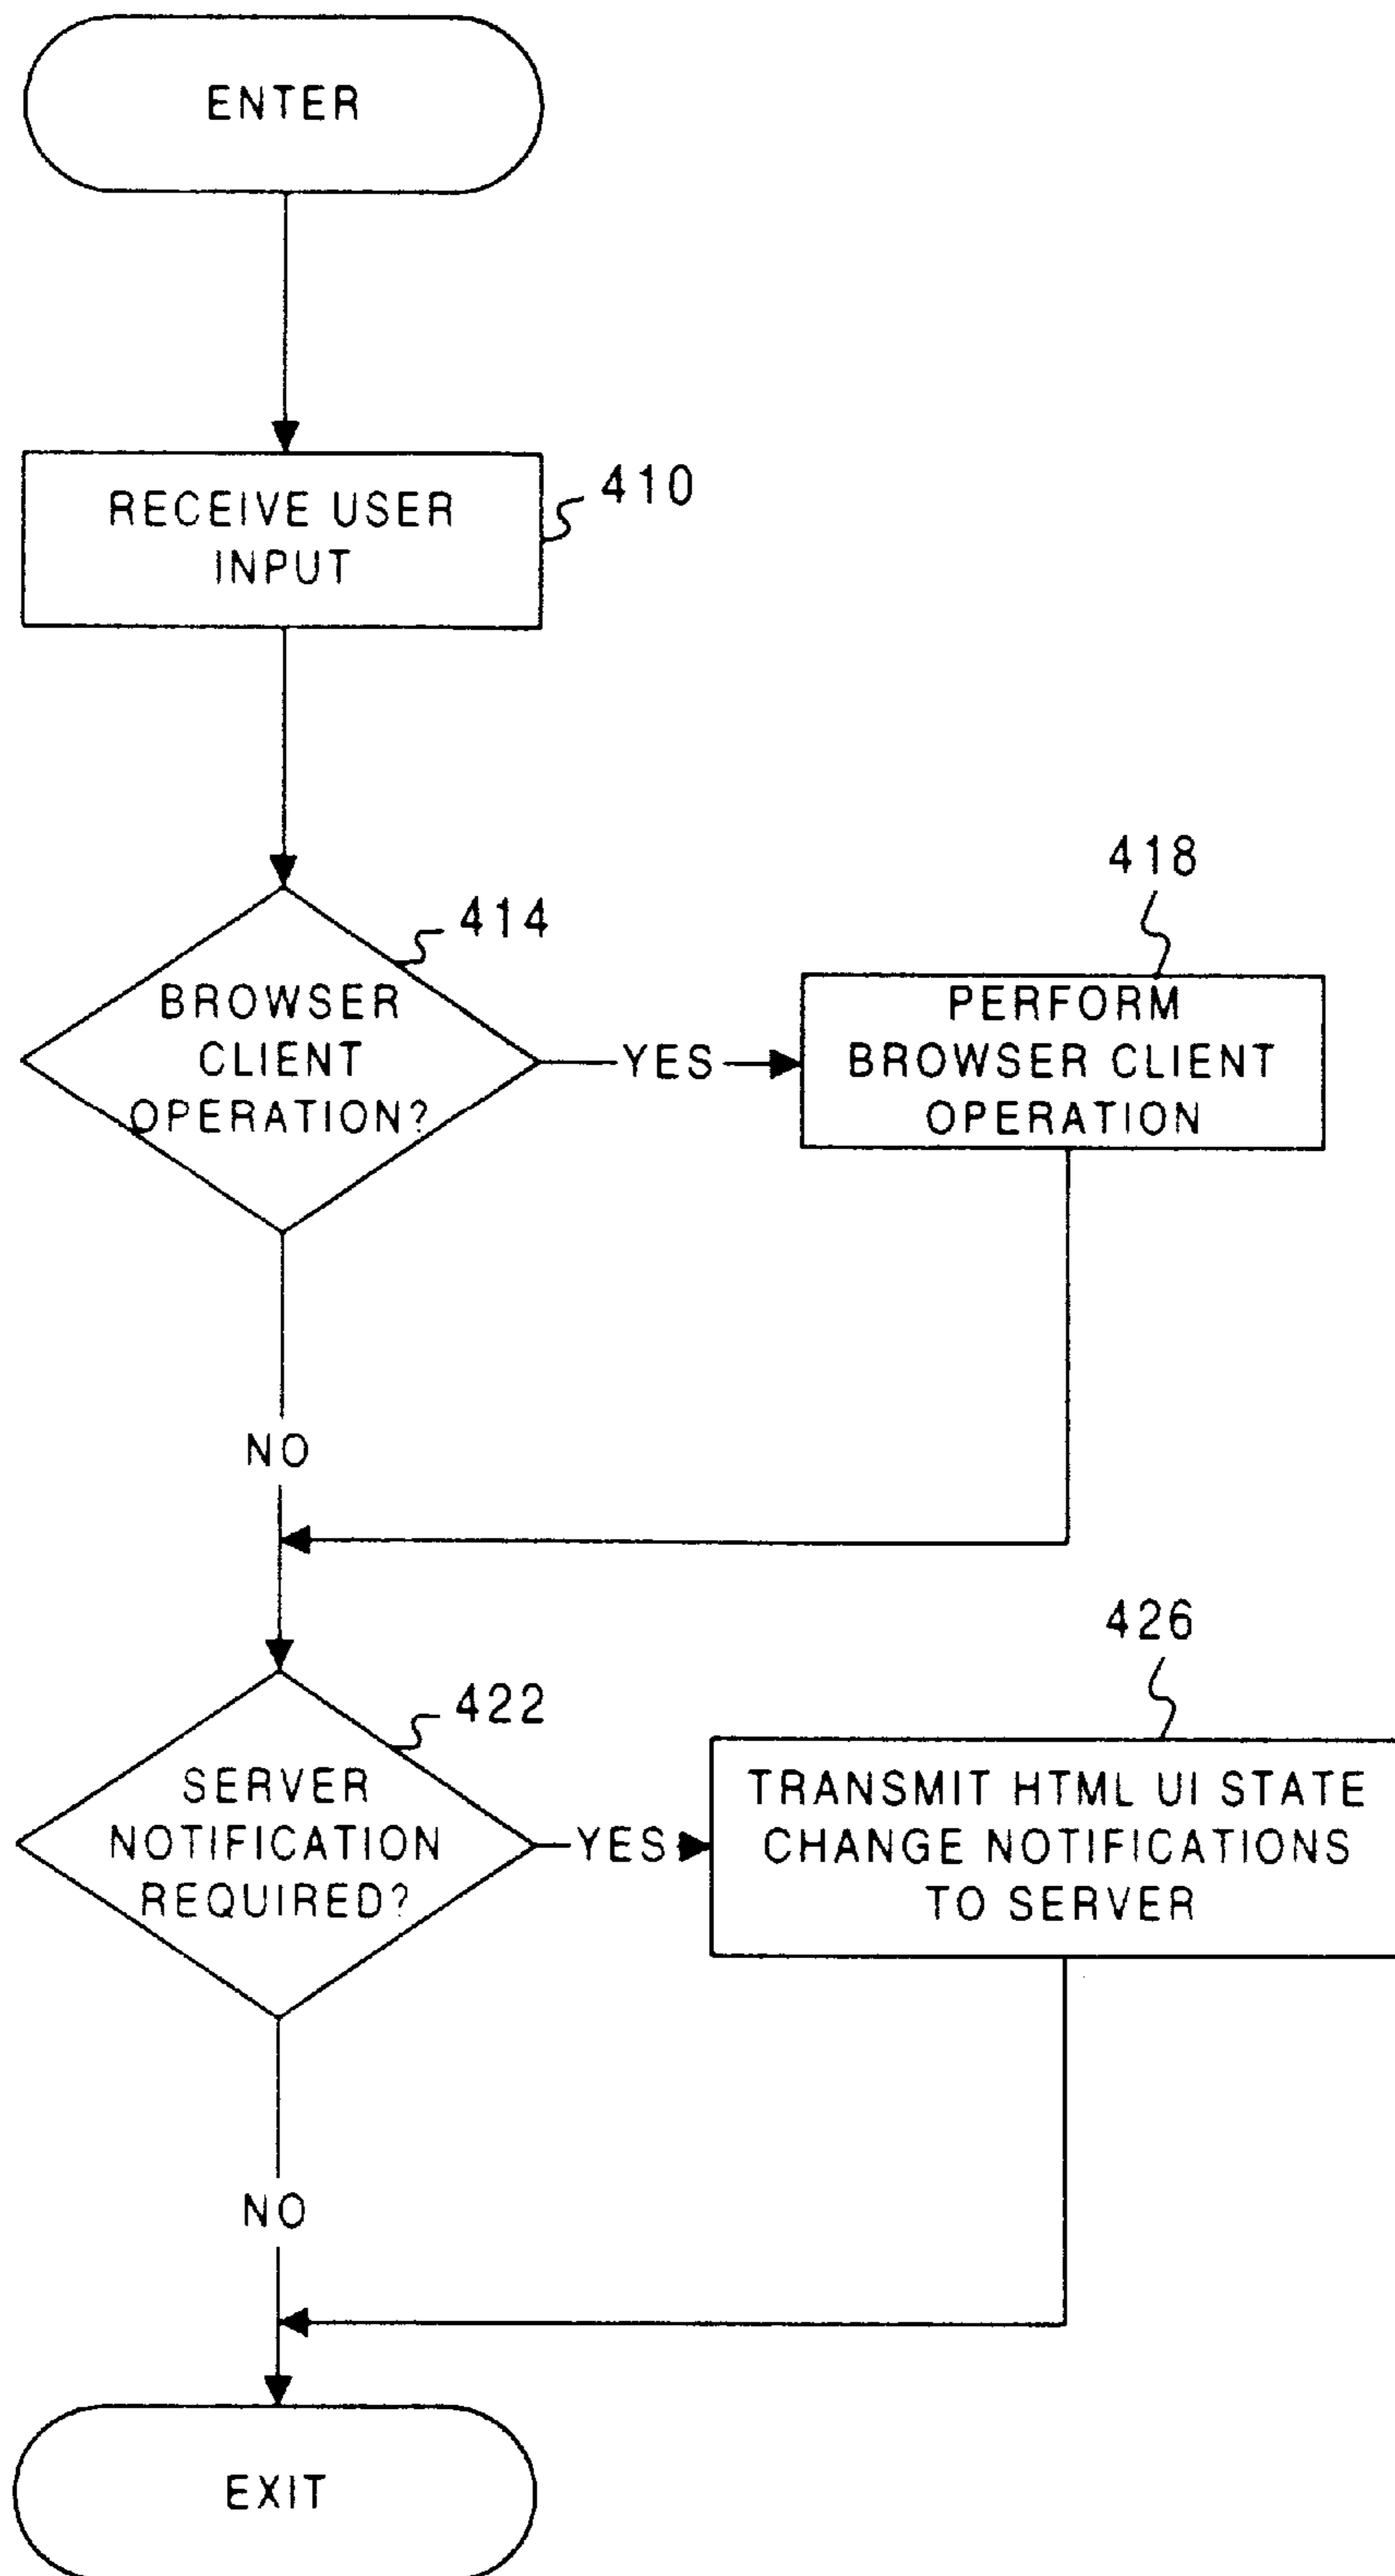 ENTER
RECEIVE USER
INPUT
410
414
BROWSER
CLIENT
OPERATION?
YES
418
PERFORM
BROWSER CLIENT
OPERATION
NO
422
SERVER
NOTIFICATION
REQUIRED?
YES
426
TRANSMIT HTML UI STATE
CHANGE NOTIFICATIONS
TO SERVER
NO
EXIT